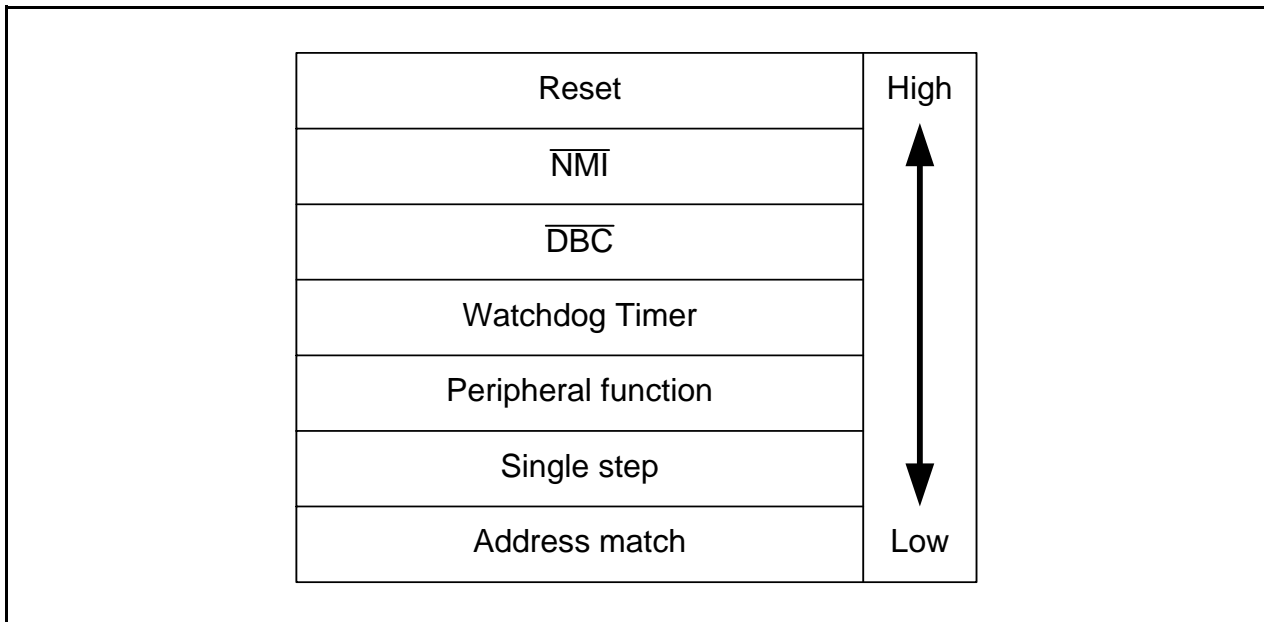 Reset
High
NMI
DBC
Watchdog Timer
Peripheral function
Single step
Address match
Low